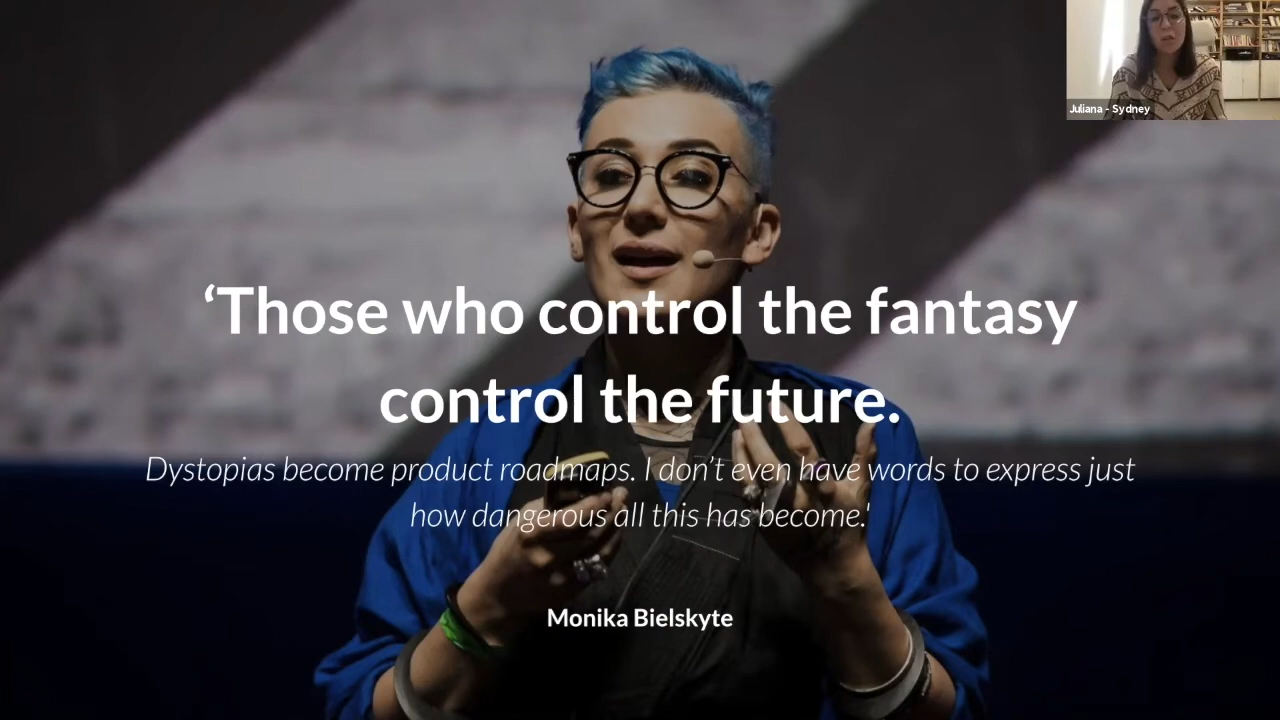 Juliana - Sydney
‘Those who control the fantasy
control the future.
Dystopias become product roadmaps. I don’t even have words to express just
how dangerous all this has become.'
Monika Bielskyte